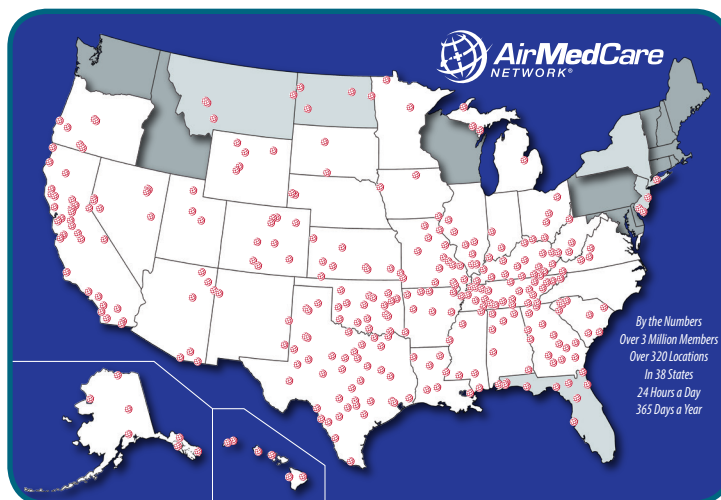 AirMedCare
NETWORK®
By the Numbers
Over 3 Million Members
Over 320 Locations
In 38 States
24 Hours a Day
365 Days a Year